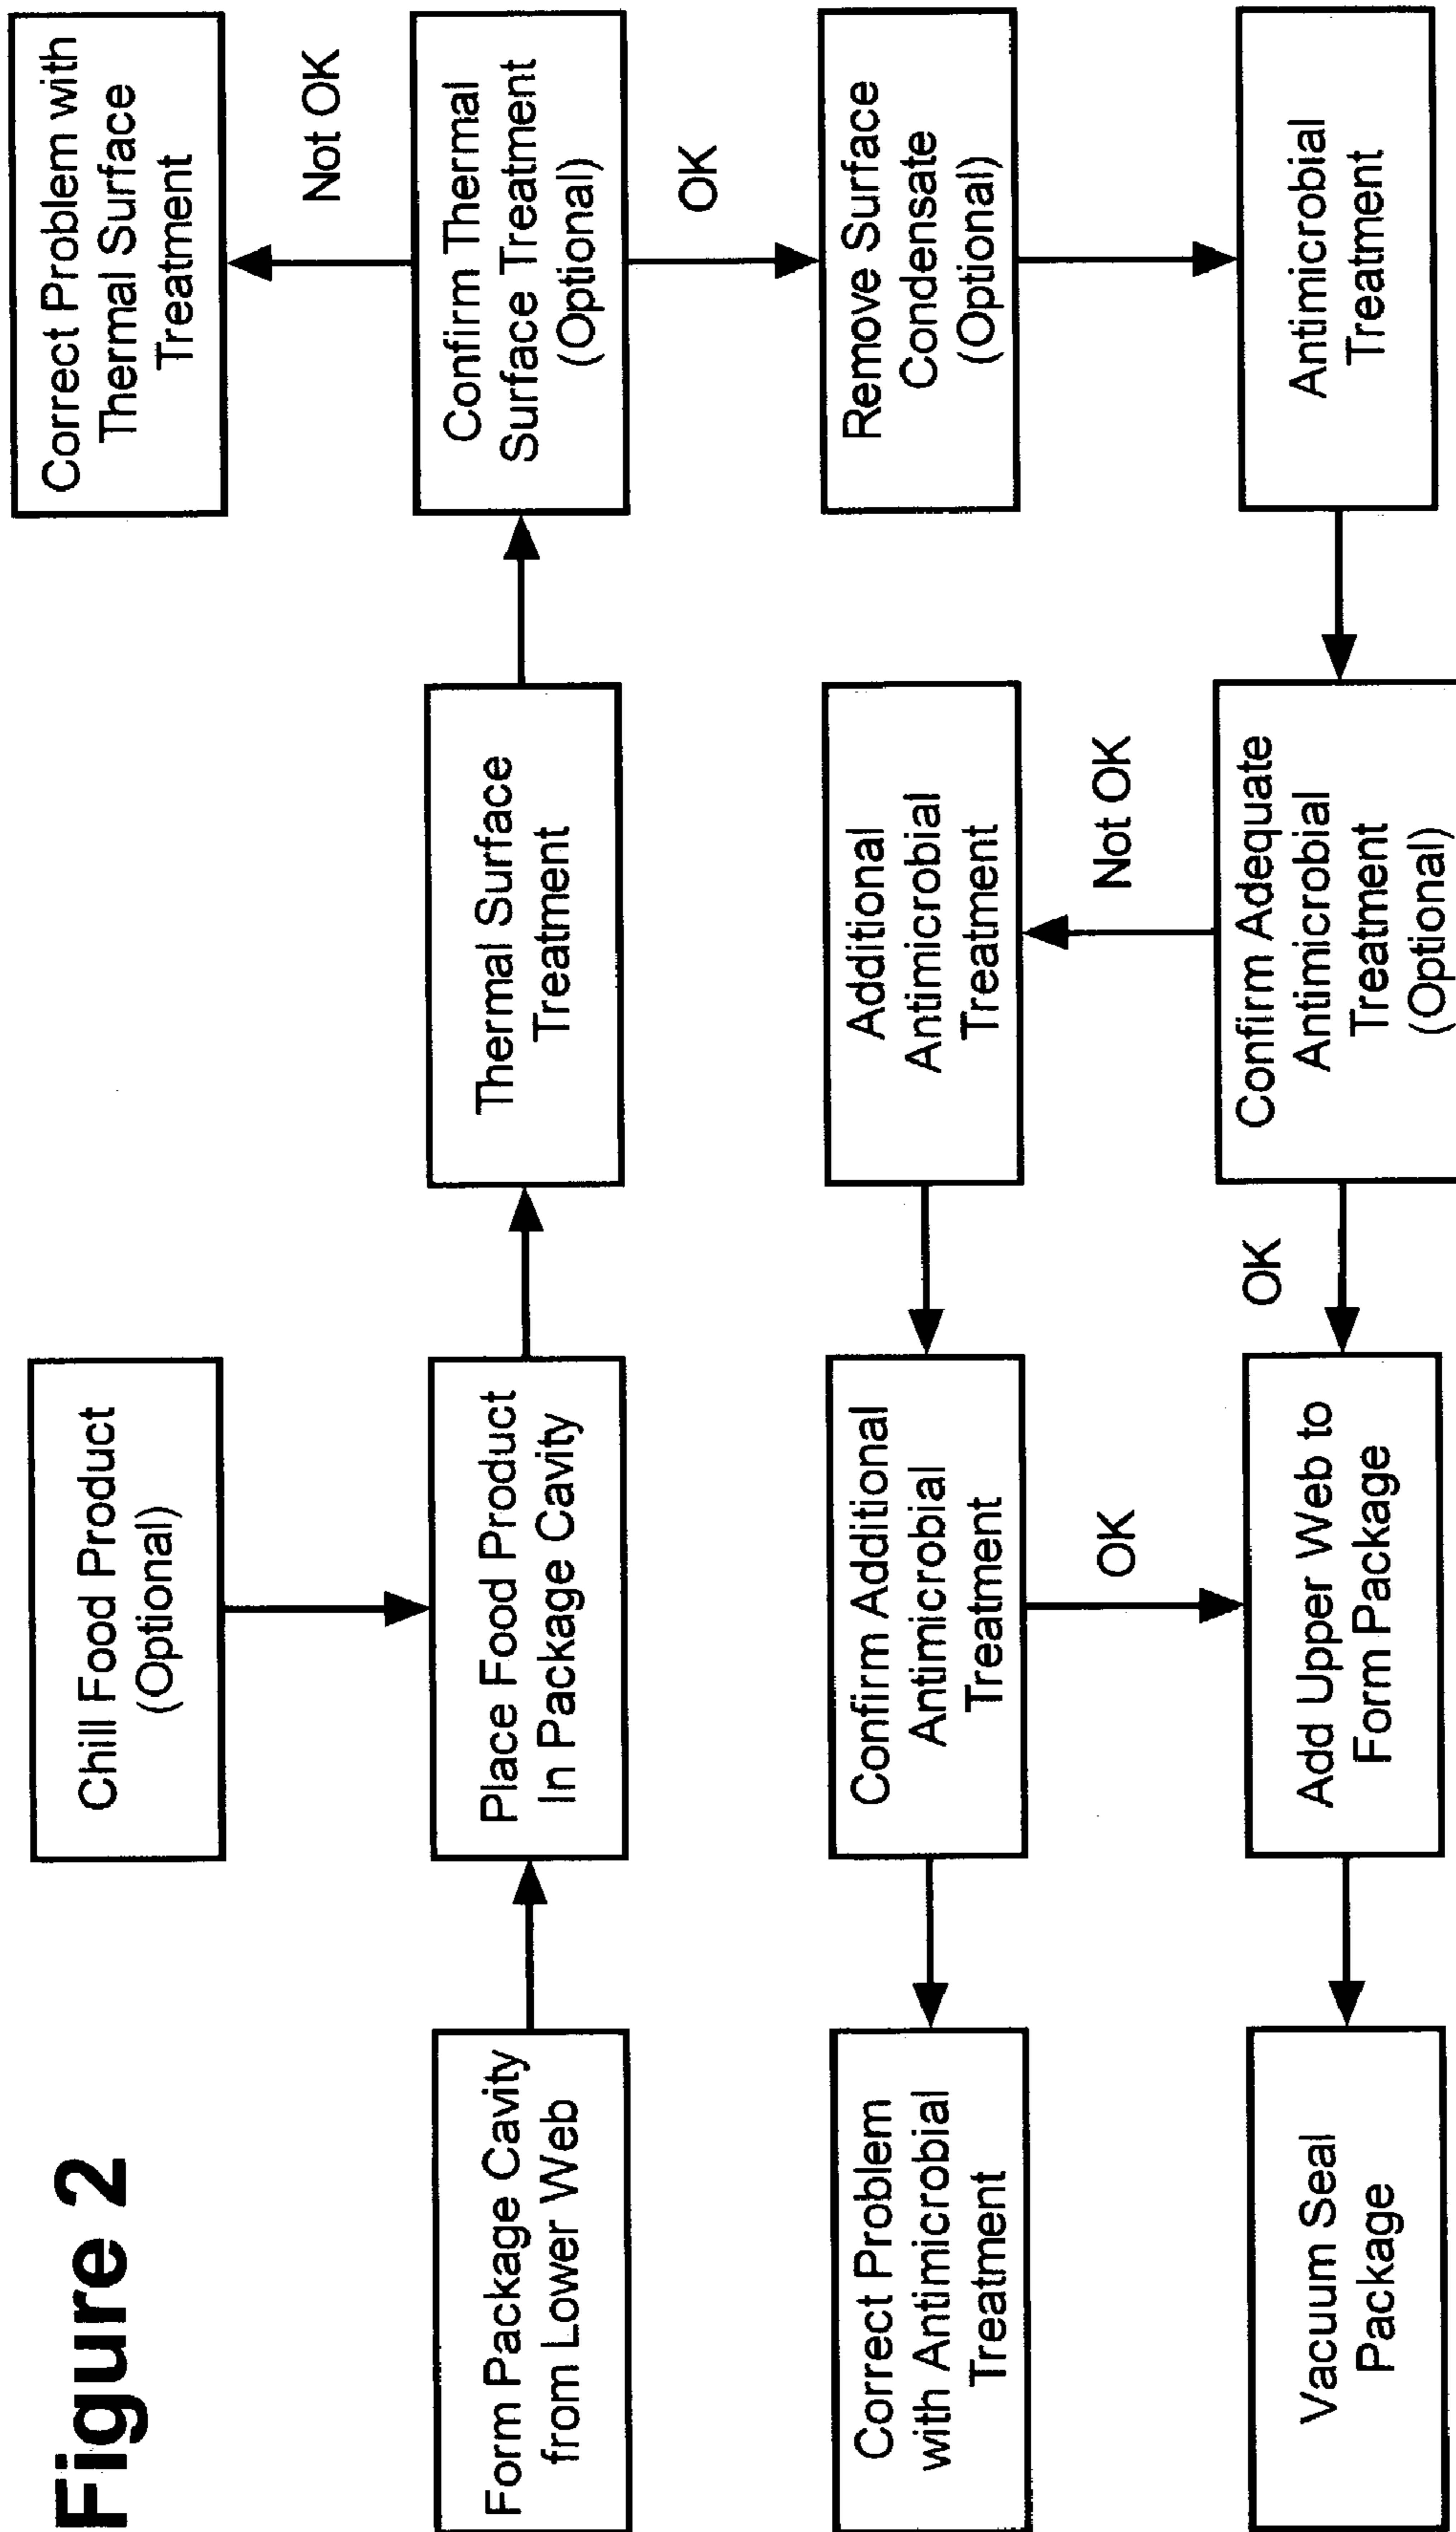 Figure 2
Chill Food Product
(Optional)
Correct Problem with
Thermal Surface
Treatment
Not OK
Form Package Cavity
from Lower Web
Place Food Product
In Package Cavity
Thermal Surface
Treatment
Confirm Thermal
Surface Treatment
(Optional)
OK
Correct Problem
with Antimicrobial
Treatment
Confirm Additional
Antimicrobial
Treatment
Additional
Antimicrobial
Treatment
Remove Surface
Condensate
(Optional)
OK
Not OK
Vacuum Seal
Package
Add Upper Web to
Form Package
OK
Confirm Adequate
Antimicrobial
Treatment
(Optional)
Antimicrobial
Treatment